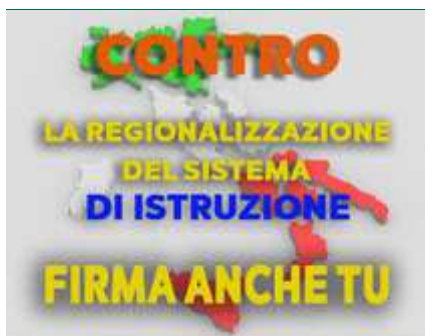 CONTRO
LA REGIONALIZZAZIONE
DEL SISTEMA
DI ISTRUZIONE
FIRMA ANCHE TU